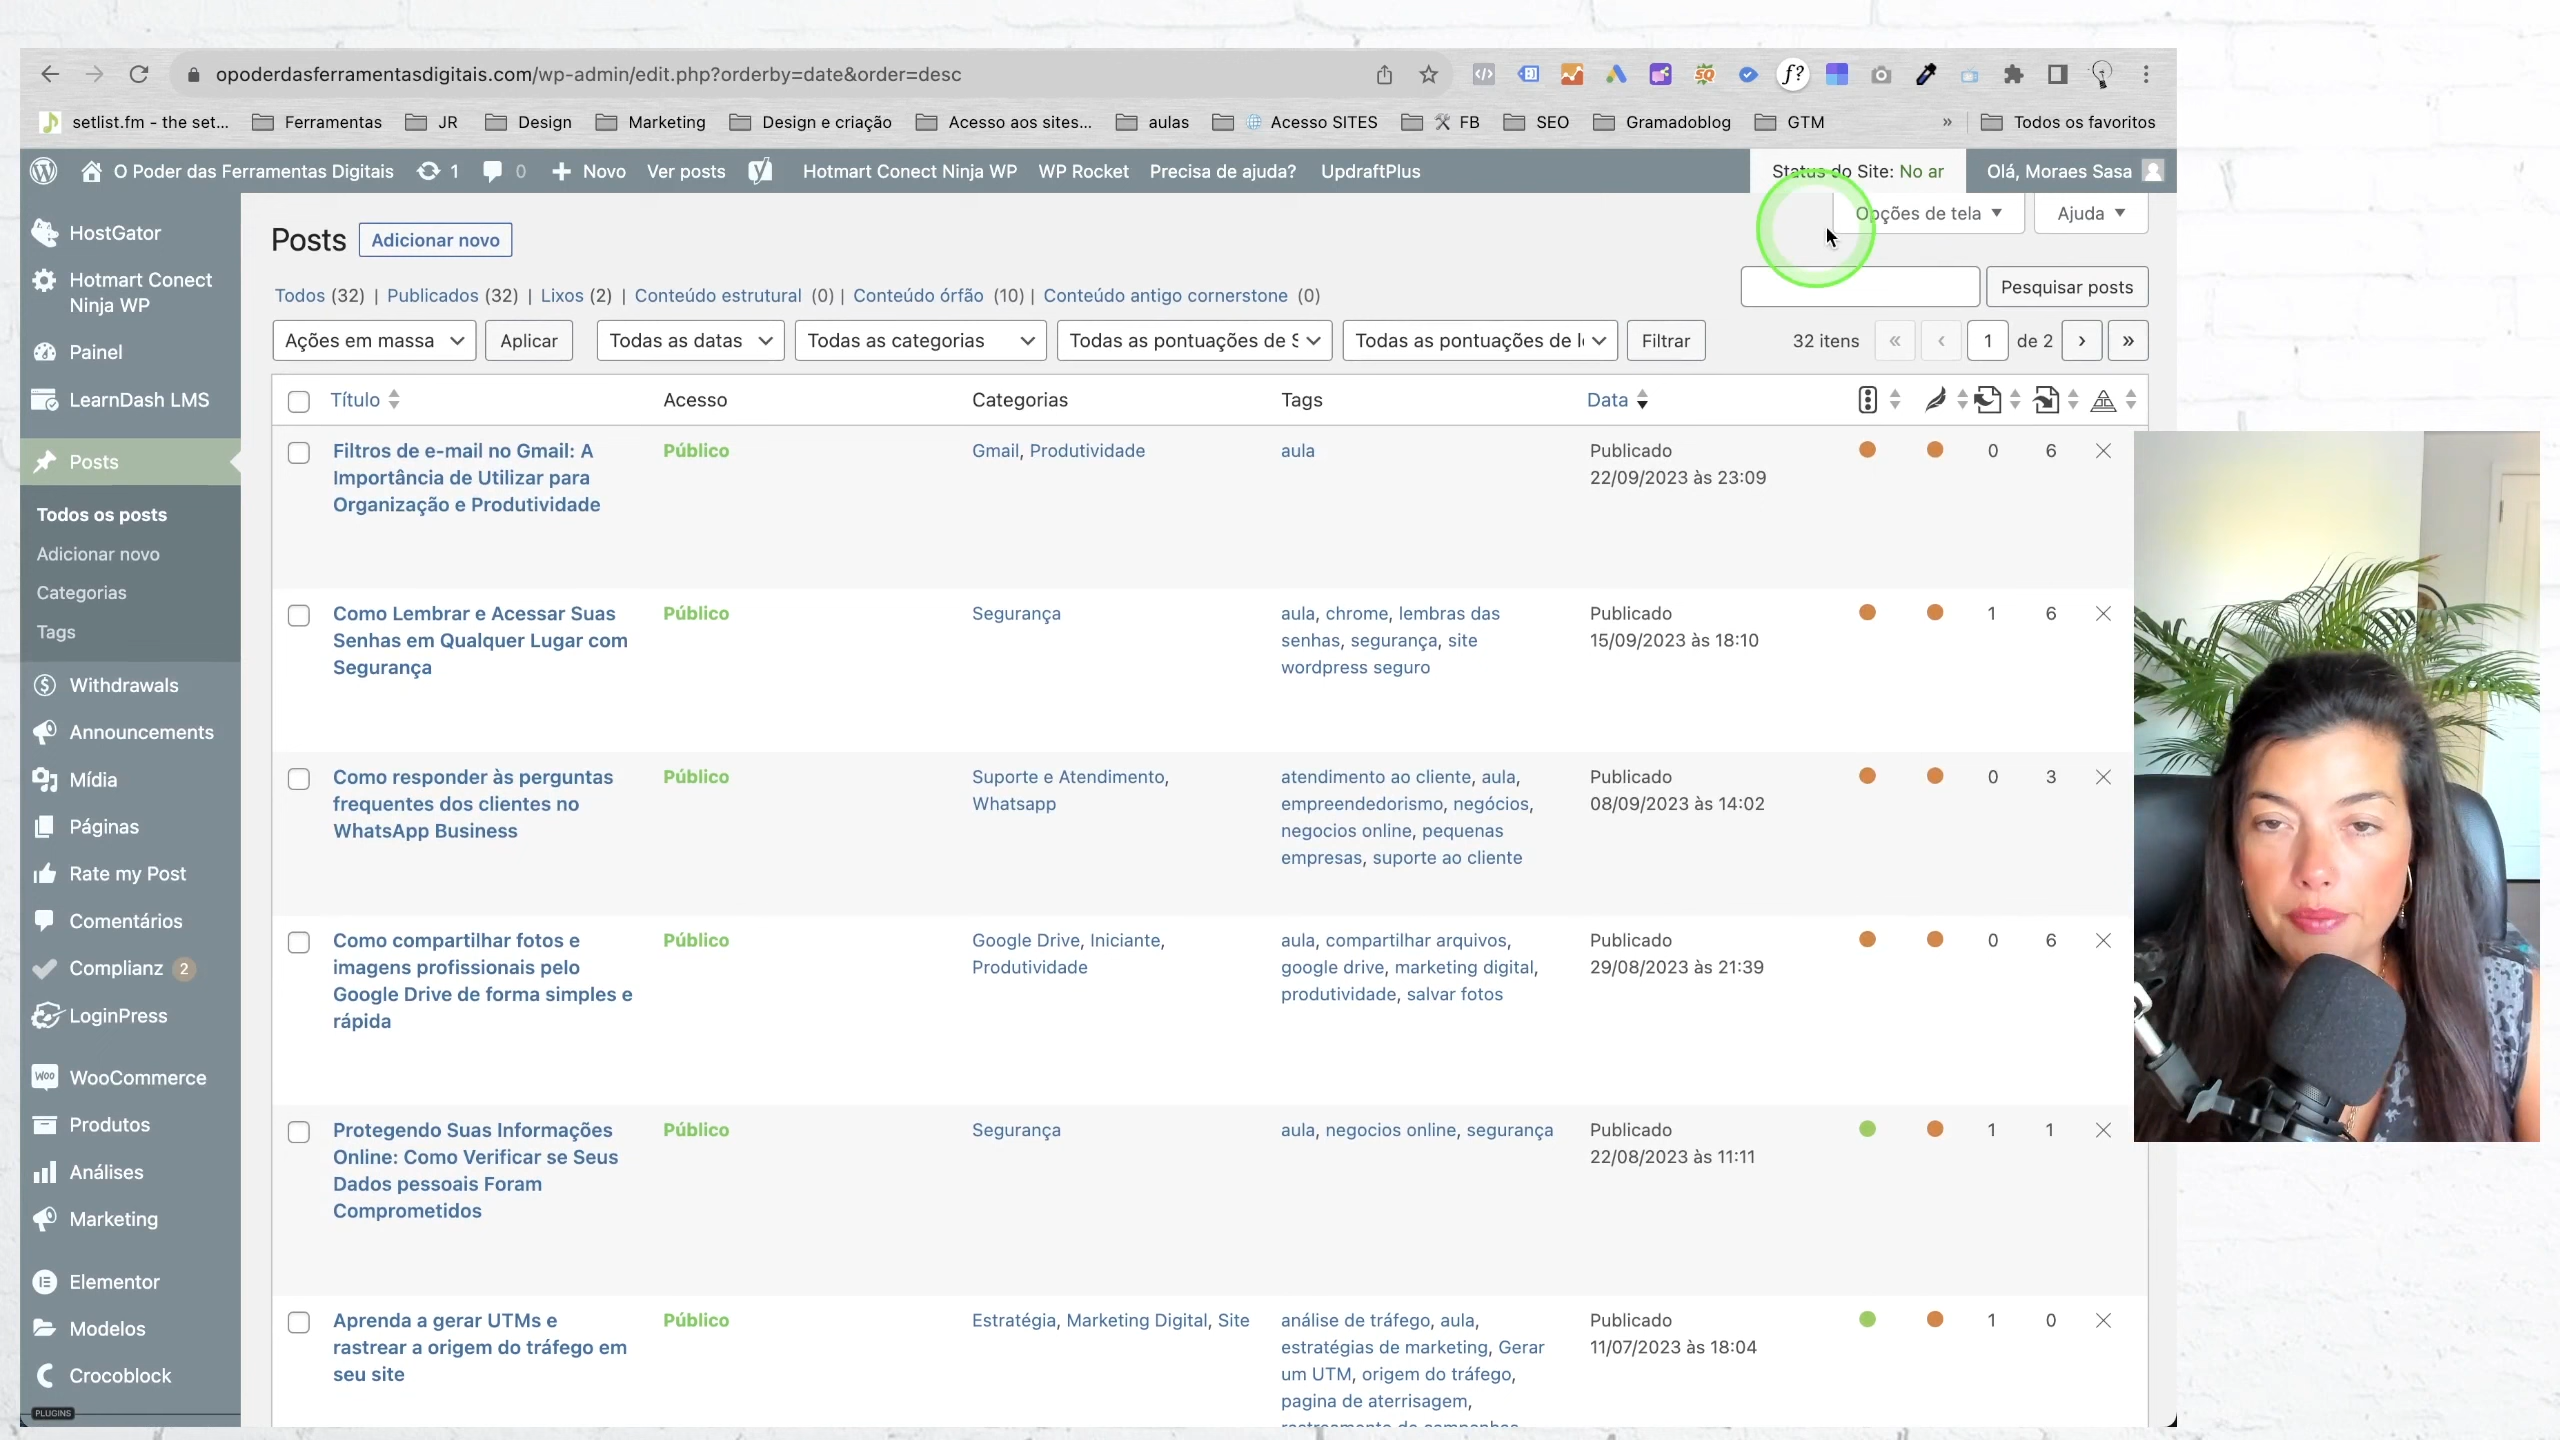 opoderdasferramentasdigitais.com/wp-admin/edit.php?orderby=date&order=desc
setlist.fm - the set... Ferramentas JR Design Marketing Design e criação Acesso aos sites... aulas Acesso SITES FB SEO Gramadoblog GTM » Todos os favoritos
O Poder das Ferramentas Digitais 1 0 Novo Ver posts Hotmart Conect Ninja WP WP Rocket Precisa de ajuda? UpdraftPlus Status do Site: No ar Olá, Moraes Sasa
HostGator
Hotmart Conect
Ninja WP
Painel
LearnDash LMS
Posts
Todos os posts
Adicionar novo
Categorias
Tags
Withdrawals
Announcements
Mídia
Páginas
Rate my Post
Comentários
Complianz 2
LoginPress
WooCommerce
Produtos
Análises
Marketing
Elementor
Modelos
Crocoblock
PLUGINS
Opções de tela Ajuda
Posts Adicionar novo
Todos (32) | Publicados (32) | Lixos (2) | Conteúdo estrutural (0) | Conteúdo órfão (10) | Conteúdo antigo cornerstone (0)
Pesquisar posts
Ações em massa Aplicar Todas as datas Todas as categorias Todas as pontuações de S Todas as pontuações de l Filtrar 32 itens « ‹ 1 de 2 › »
Título Acesso Categorias Tags Data
Filtros de e-mail no Gmail: A
Importância de Utilizar para
Organização e Produtividade
Público
Gmail, Produtividade
aula
Publicado
22/09/2023 às 23:09
0 6
Como Lembrar e Acessar Suas
Senhas em Qualquer Lugar com
Segurança
Público
Segurança
aula, chrome, lembras das
senhas, segurança, site
wordpress seguro
Publicado
15/09/2023 às 18:10
1 6
Como responder às perguntas
frequentes dos clientes no
WhatsApp Business
Público
Suporte e Atendimento,
Whatsapp
atendimento ao cliente, aula,
empreendedorismo, negócios,
negocios online, pequenas
empresas, suporte ao cliente
Publicado
08/09/2023 às 14:02
0 3
Como compartilhar fotos e
imagens profissionais pelo
Google Drive de forma simples e
rápida
Público
Google Drive, Iniciante,
Produtividade
aula, compartilhar arquivos,
google drive, marketing digital,
produtividade, salvar fotos
Publicado
29/08/2023 às 21:39
0 6
Protegendo Suas Informações
Online: Como Verificar se Seus
Dados pessoais Foram
Comprometidos
Público
Segurança
aula, negocios online, segurança
Publicado
22/08/2023 às 11:11
1 1
Aprenda a gerar UTMs e
rastrear a origem do tráfego em
seu site
Público
Estratégia, Marketing Digital, Site
análise de tráfego, aula,
estratégias de marketing, Gerar
um UTM, origem do tráfego,
pagina de aterrisagem,
Publicado
11/07/2023 às 18:04
1 0